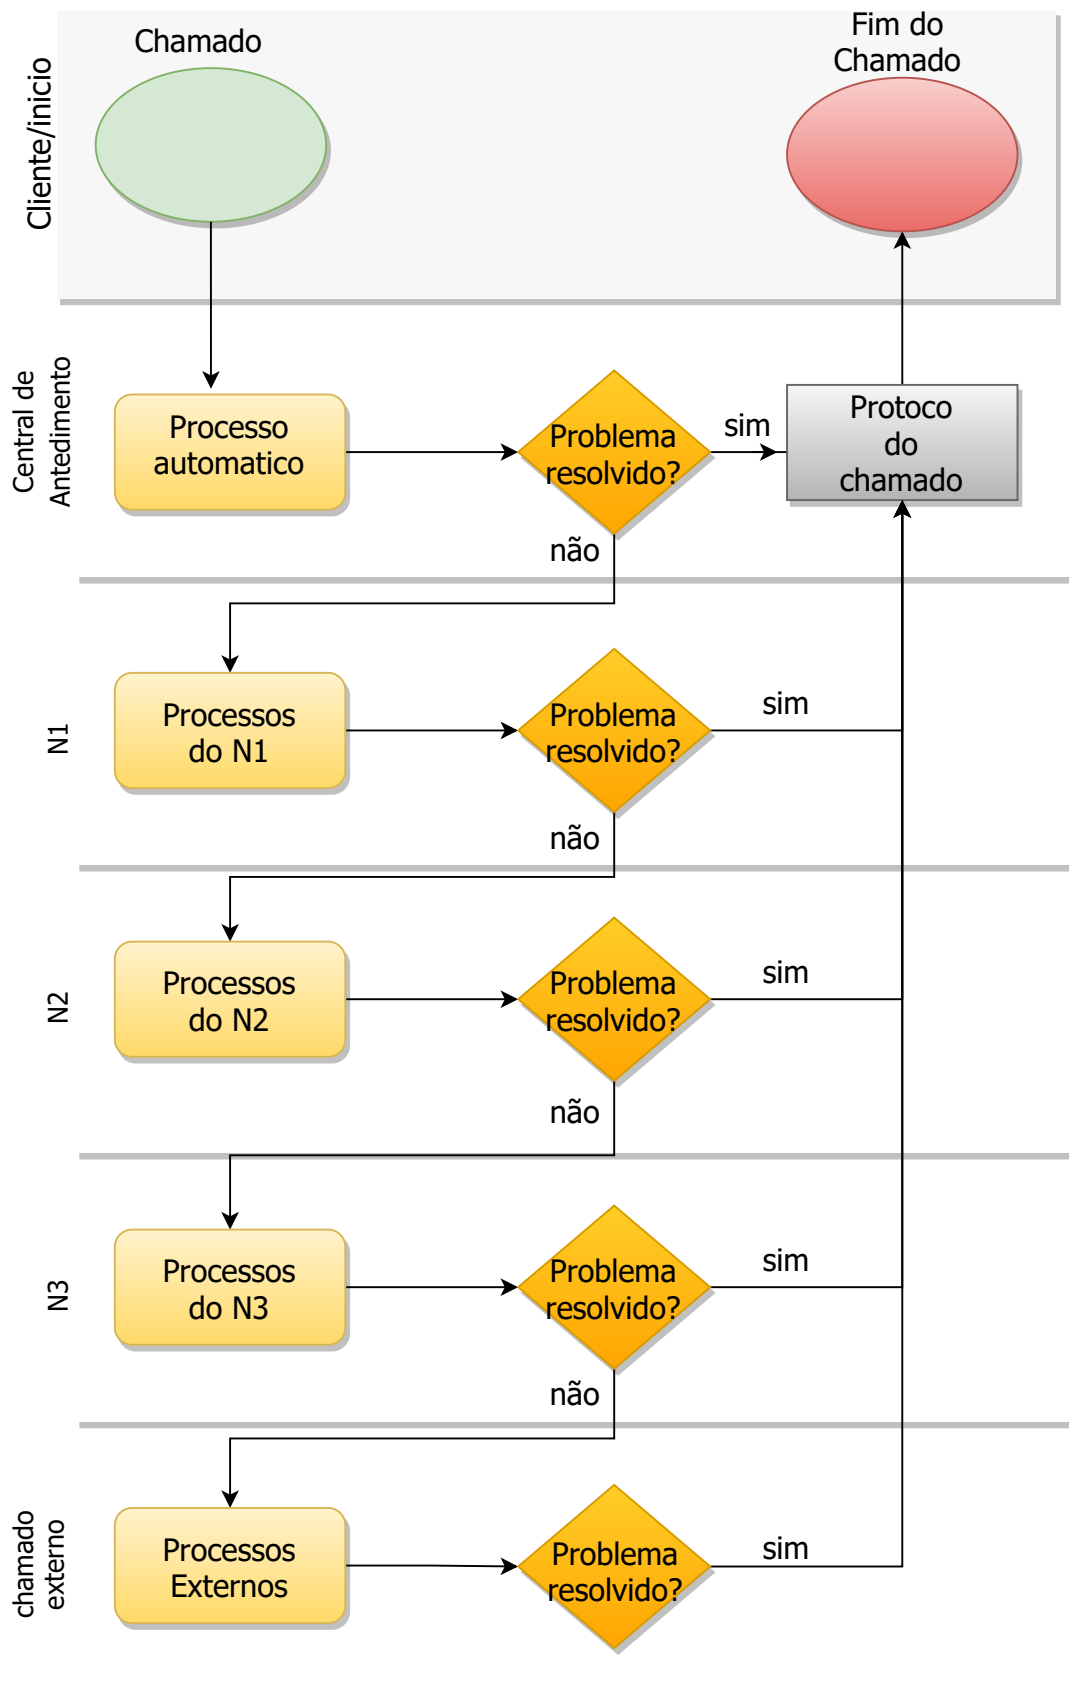 Chamado
Fim do
Chamado
Cliente/inicio
Central de
Antedimento
Processo
automatico
Problema
resolvido?
sim
Protoco
do
chamado
não
N1
Processos
do N1
Problema
resolvido?
sim
não
N2
Processos
do N2
Problema
resolvido?
sim
não
N3
Processos
do N3
Problema
resolvido?
sim
não
chamado
externo
Processos
Externos
Problema
resolvido?
sim